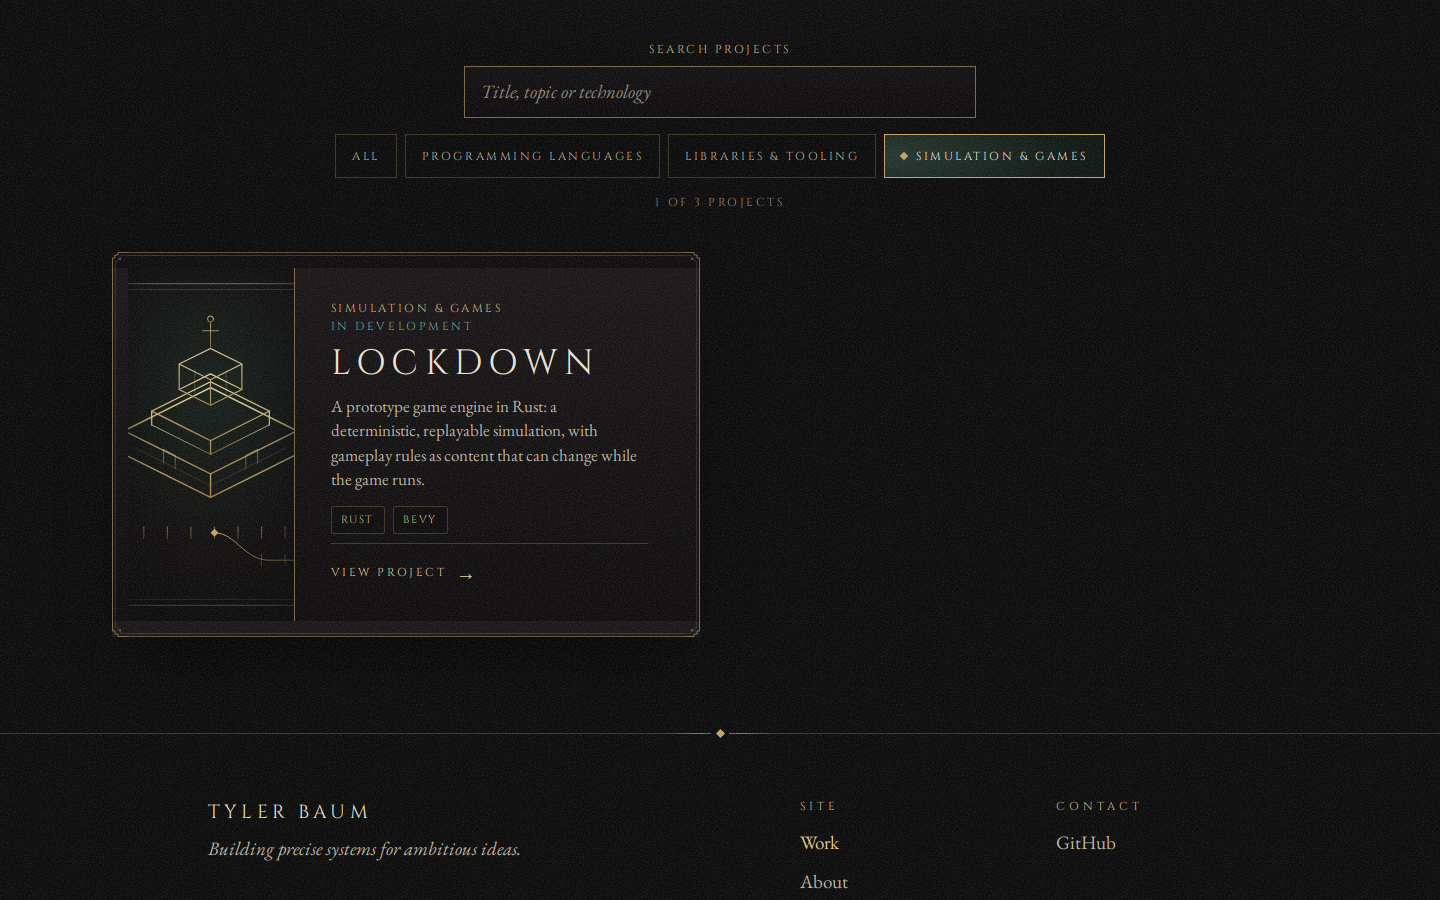 SEARCH PROJECTS
Title, topic or technology
ALL
PROGRAMMING LANGUAGES
LIBRARIES & TOOLING
SIMULATION & GAMES
1 OF 3 PROJECTS
SIMULATION & GAMES
IN DEVELOPMENT
LOCKDOWN
A prototype game engine in Rust: a
deterministic, replayable simulation, with
gameplay rules as content that can change while
the game runs.
RUST
BEVY
VIEW PROJECT →
TYLER BAUM
Building precise systems for ambitious ideas.
SITE
Work
About
CONTACT
GitHub